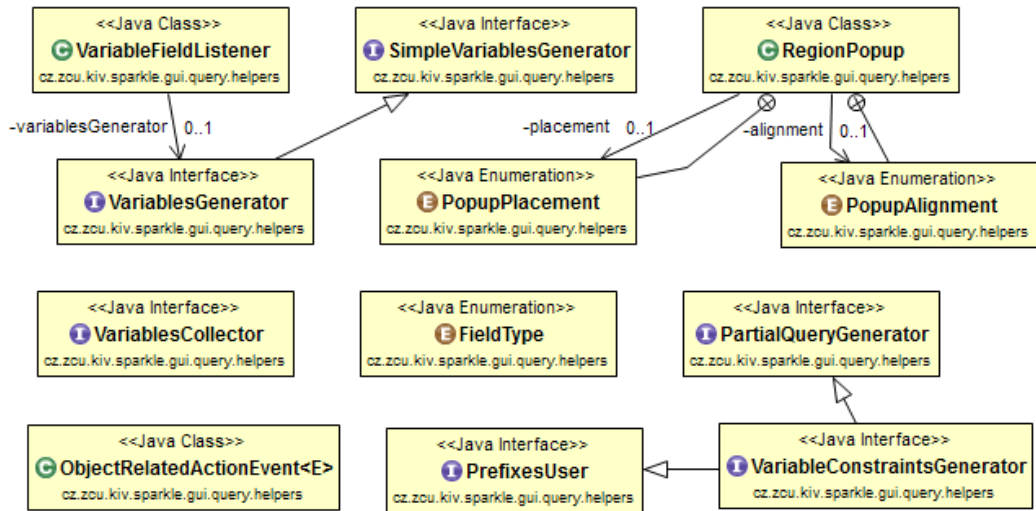 <<Java Class>>
C VariableFieldListener
cz.zcu.kiv.sparkle.gui.query.helpers
<<Java Interface>>
I SimpleVariablesGenerator
cz.zcu.kiv.sparkle.gui.query.helpers
<<Java Class>>
C RegionPopup
cz.zcu.kiv.sparkle.gui.query.helpers
-variablesGenerator 0..1
-placement 0..1
-alignment 0..1
<<Java Interface>>
I VariablesGenerator
cz.zcu.kiv.sparkle.gui.query.helpers
<<Java Enumeration>>
E PopupPlacement
cz.zcu.kiv.sparkle.gui.query.helpers
<<Java Enumeration>>
E PopupAlignment
cz.zcu.kiv.sparkle.gui.query.helpers
<<Java Interface>>
I VariablesCollector
cz.zcu.kiv.sparkle.gui.query.helpers
<<Java Enumeration>>
E FieldType
cz.zcu.kiv.sparkle.gui.query.helpers
<<Java Interface>>
I PartialQueryGenerator
cz.zcu.kiv.sparkle.gui.query.helpers
<<Java Class>>
C ObjectRelatedActionEvent<E>
cz.zcu.kiv.sparkle.gui.query.helpers
<<Java Interface>>
I PrefixesUser
cz.zcu.kiv.sparkle.gui.query.helpers
<<Java Interface>>
I VariableConstraintsGenerator
cz.zcu.kiv.sparkle.gui.query.helpers